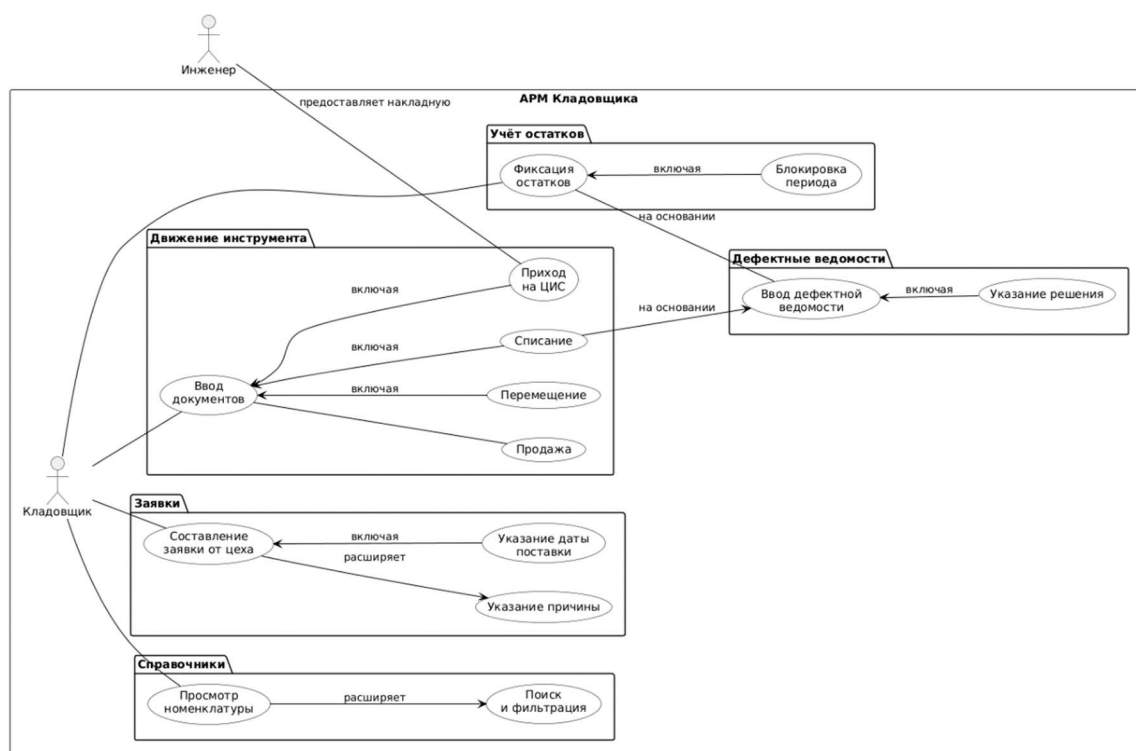 Инженер
предоставляет накладную
АРМ Кладовщика
Учёт остатков
Фиксация
остатков
включая
Блокировка
периода
на основании
Движение инструмента
Дефектные ведомости
Приход
на ЦИС
включая
Ввод дефектной
ведомости
включая
Указание решения
на основании
Списание
включая
Ввод
документов
включая
Перемещение
Продажа
Кладовщик
Заявки
Составление
заявки от цеха
включая
Указание даты
поставки
расширяет
Указание причины
Справочники
Просмотр
номенклатуры
расширяет
Поиск
и фильтрация